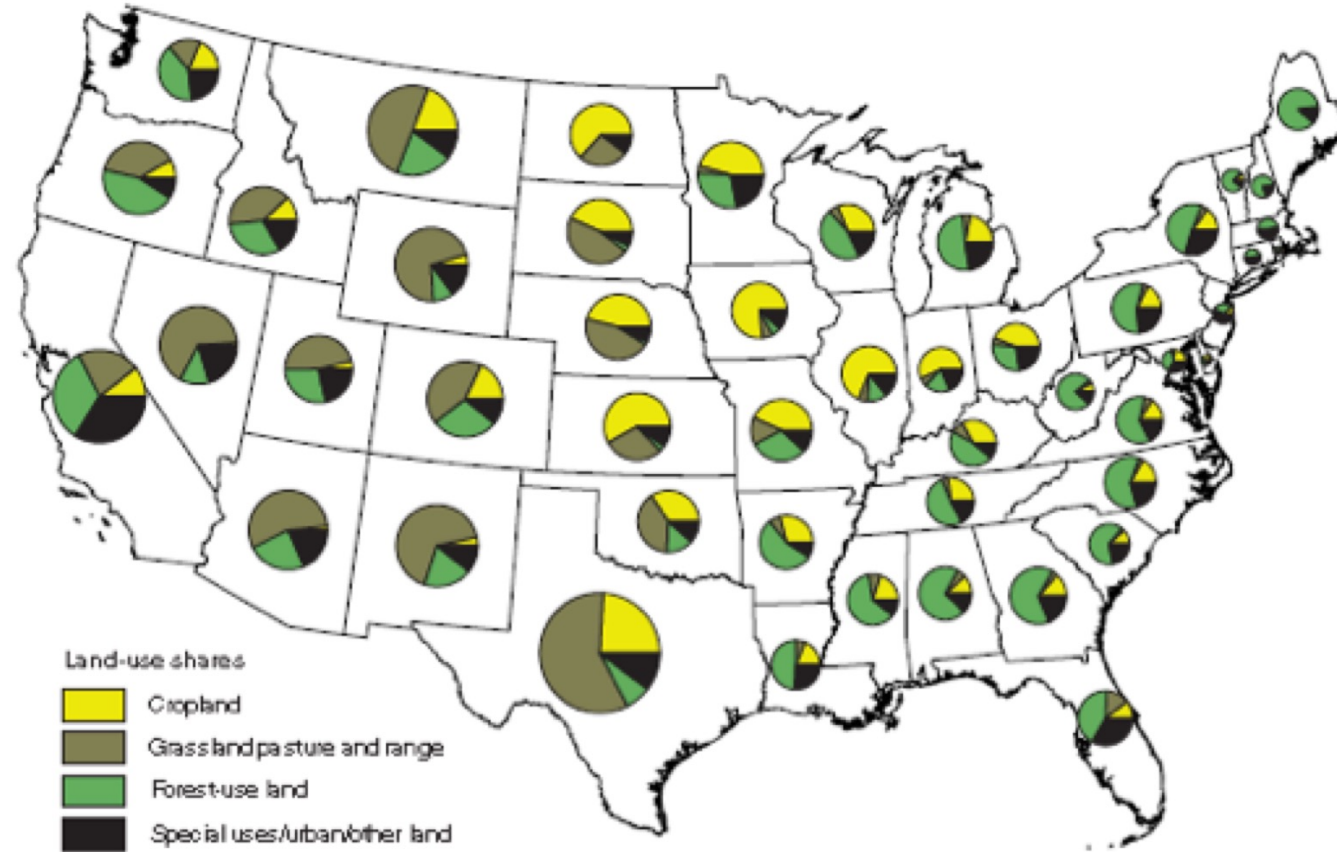 Land-use shares
Cropland
Grassland pasture and range
Forest-use land
Special uses/urban/other land